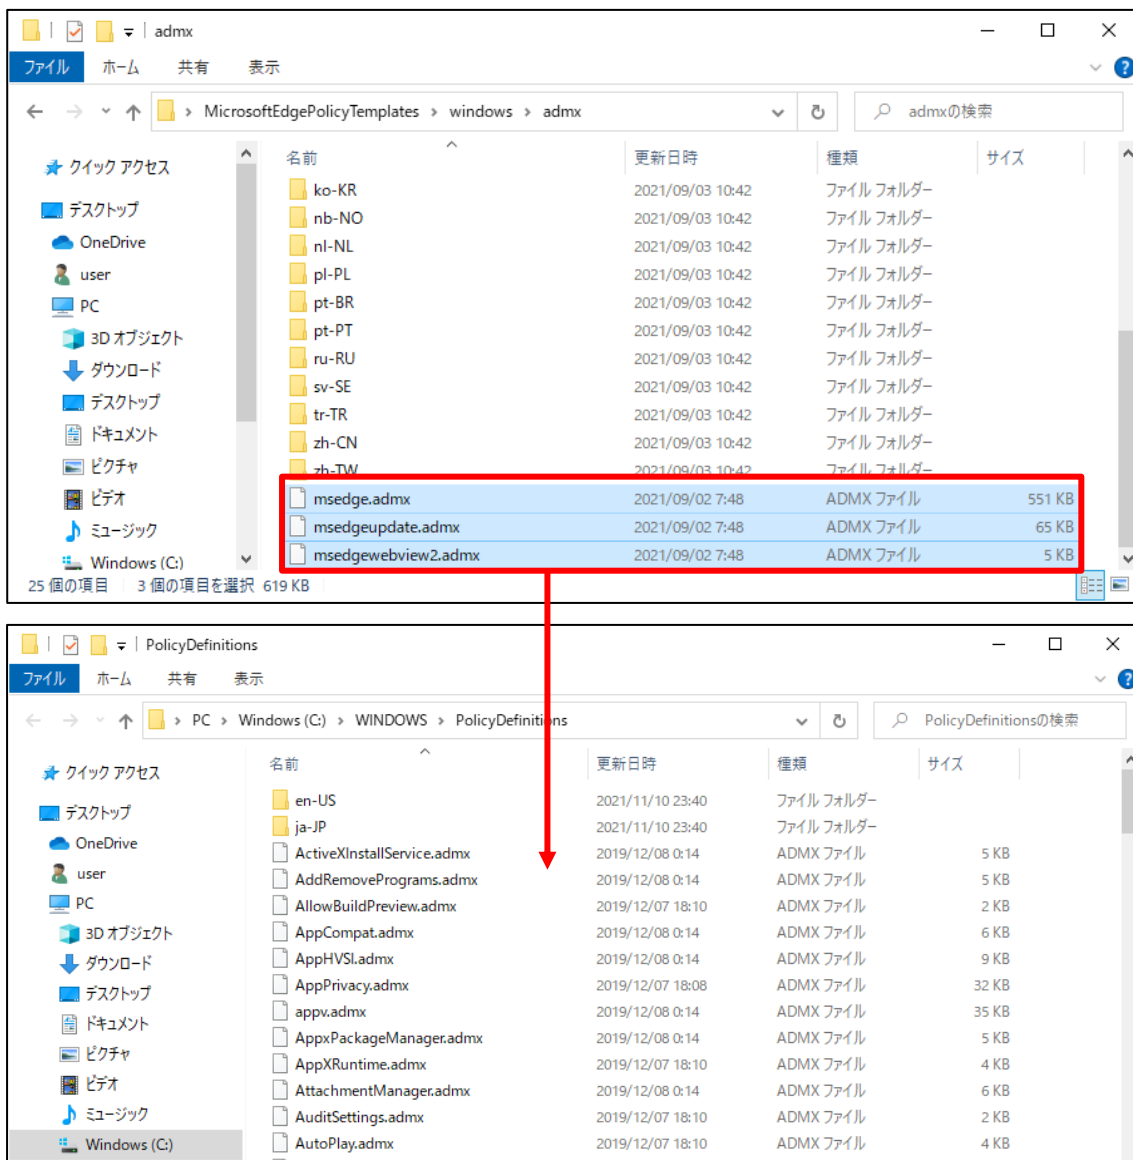 admx
ファイル ホーム 共有 表示
MicrosoftEdgePolicyTemplates > windows > admx admxの検索
名前 更新日時 種類 サイズ
クイック アクセス
デスクトップ
OneDrive
user
PC
3D オブジェクト
ダウンロード
デスクトップ
ドキュメント
ピクチャ
ビデオ
ミュージック
Windows (C:)
ko-KR 2021/09/03 10:42 ファイル フォルダー
nb-NO 2021/09/03 10:42 ファイル フォルダー
nl-NL 2021/09/03 10:42 ファイル フォルダー
pl-PL 2021/09/03 10:42 ファイル フォルダー
pt-BR 2021/09/03 10:42 ファイル フォルダー
pt-PT 2021/09/03 10:42 ファイル フォルダー
ru-RU 2021/09/03 10:42 ファイル フォルダー
sv-SE 2021/09/03 10:42 ファイル フォルダー
tr-TR 2021/09/03 10:42 ファイル フォルダー
zh-CN 2021/09/03 10:42 ファイル フォルダー
zh-TW 2021/09/03 10:42 ファイル フォルダー
msedge.admx 2021/09/02 7:48 ADMX ファイル 551 KB
msedgeupdate.admx 2021/09/02 7:48 ADMX ファイル 65 KB
msedgewebview2.admx 2021/09/02 7:48 ADMX ファイル 5 KB
25 個の項目 3 個の項目を選択 619 KB
PolicyDefinitions
ファイル ホーム 共有 表示
PC > Windows (C:) > WINDOWS > PolicyDefinitions PolicyDefinitionsの検索
名前 更新日時 種類 サイズ
クイック アクセス
デスクトップ
OneDrive
user
PC
3D オブジェクト
ダウンロード
デスクトップ
ドキュメント
ピクチャ
ビデオ
ミュージック
Windows (C:)
en-US 2021/11/10 23:40 ファイル フォルダー
ja-JP 2021/11/10 23:40 ファイル フォルダー
ActiveXInstallService.admx 2019/12/08 0:14 ADMX ファイル 5 KB
AddRemovePrograms.admx 2019/12/08 0:14 ADMX ファイル 5 KB
AllowBuildPreview.admx 2019/12/07 18:10 ADMX ファイル 2 KB
AppCompat.admx 2019/12/08 0:14 ADMX ファイル 6 KB
AppHVSI.admx 2019/12/08 0:14 ADMX ファイル 9 KB
AppPrivacy.admx 2019/12/07 18:08 ADMX ファイル 32 KB
appv.admx 2019/12/08 0:14 ADMX ファイル 35 KB
AppxPackageManager.admx 2019/12/08 0:14 ADMX ファイル 5 KB
AppXRuntime.admx 2019/12/07 18:10 ADMX ファイル 4 KB
AttachmentManager.admx 2019/12/08 0:14 ADMX ファイル 6 KB
AuditSettings.admx 2019/12/07 18:10 ADMX ファイル 2 KB
AutoPlay.admx 2019/12/07 18:10 ADMX ファイル 4 KB